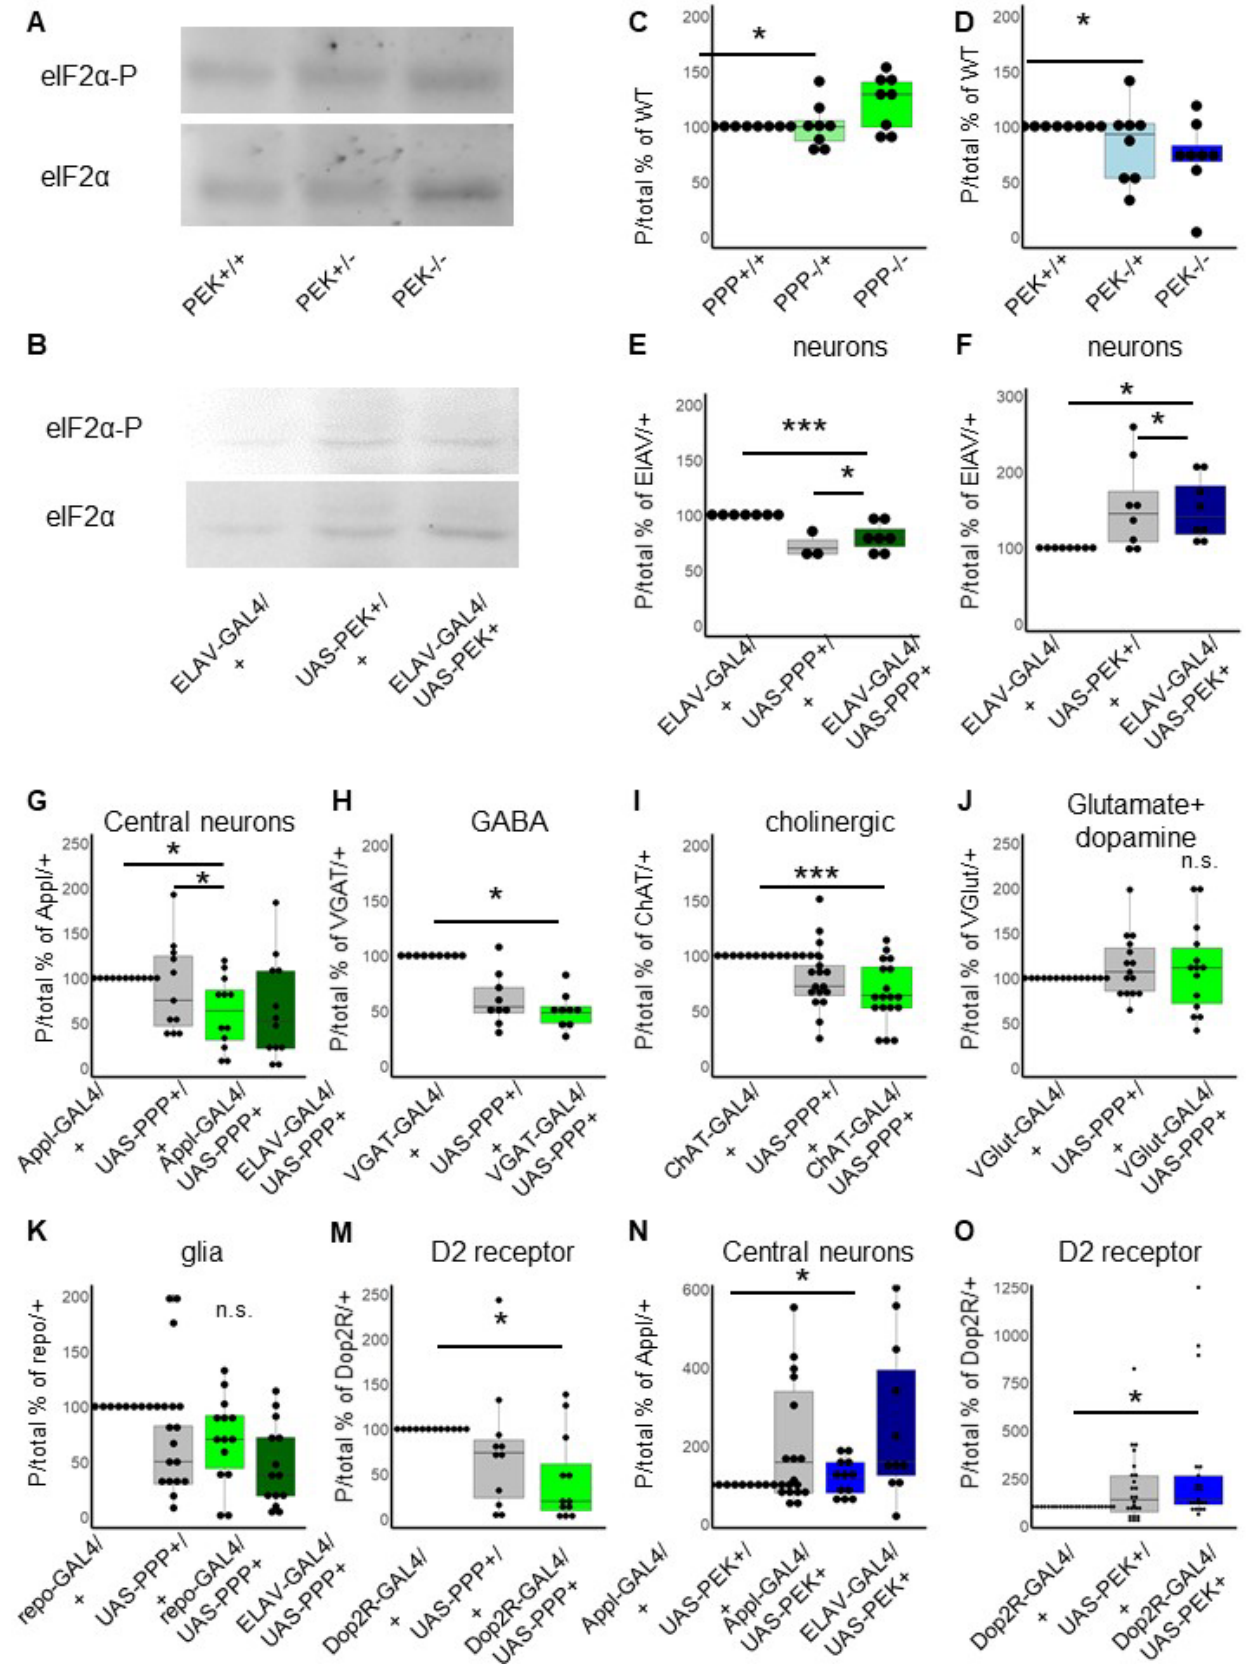 A
eIF2α-P
eIF2α
PEK+/+
PEK+/-
PEK-/-
C
P/total % of WT
200
150
100
50
0
*
PPP+/+
PPP-/+
PPP-/-
D
P/total % of WT
200
150
100
50
0
*
PEK+/+
PEK-/+
PEK-/-
B
eIF2α-P
eIF2α
ELAV-GAL4/
+
UAS-PEK+/
+
ELAV-GAL4/
UAS-PEK+
E
neurons
P/total % of ElAV/+
200
150
100
50
0
***
*
ELAV-GAL4/
+
UAS-PPP+/
+
ELAV-GAL4/
UAS-PPP+
F
neurons
P/total % of ElAV/+
300
200
100
0
*
*
ELAV-GAL4/
+
UAS-PEK+/
+
ELAV-GAL4/
UAS-PEK+
G
Central neurons
P/total % of Appl/+
250
200
150
100
50
0
*
*
Appl-GAL4/
+
UAS-PPP+/
+
Appl-GAL4/
UAS-PPP+
ELAV-GAL4/
UAS-PPP+
H
GABA
P/total % of VGAT/+
200
150
100
50
0
*
VGAT-GAL4/
+
UAS-PPP+/
+
VGAT-GAL4/
UAS-PPP+
I
cholinergic
P/total % of ChAT/+
200
150
100
50
0
***
ChAT-GAL4/
+
UAS-PPP+/
+
ChAT-GAL4/
UAS-PPP+
J
Glutamate+
dopamine
P/total % of VGlut/+
250
200
150
100
50
0
n.s.
VGlut-GAL4/
+
UAS-PPP+/
+
VGlut-GAL4/
UAS-PPP+
K
glia
P/total % of repo/+
200
150
100
50
0
n.s.
repo-GAL4/
+
UAS-PPP+/
+
repo-GAL4/
UAS-PPP+
ELAV-GAL4/
UAS-PPP+
M
D2 receptor
P/total % of Dop2R/+
250
200
150
100
50
0
*
Dop2R-GAL4/
+
UAS-PPP+/
+
Dop2R-GAL4/
UAS-PPP+
N
Central neurons
P/total % of Appl/+
600
400
200
0
*
Appl-GAL4/
+
UAS-PEK+/
+
Appl-GAL4/
UAS-PEK+
ELAV-GAL4/
UAS-PEK+
O
D2 receptor
P/total % of Dop2R/+
1250
1000
750
500
250
0
*
Dop2R-GAL4/
+
UAS-PEK+/
+
Dop2R-GAL4/
UAS-PEK+